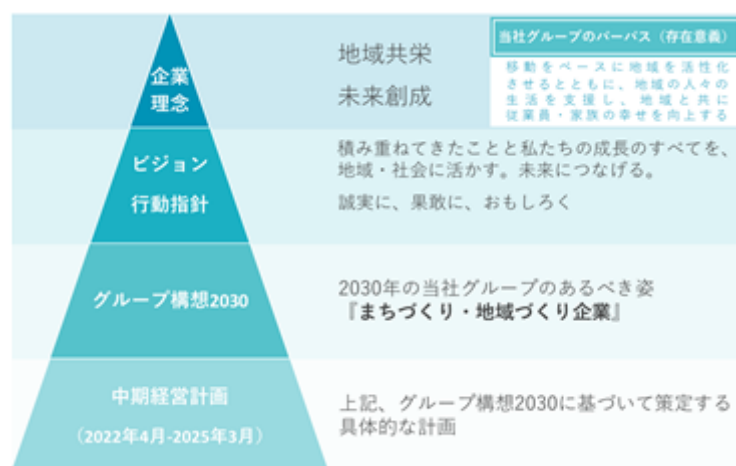 企業
理念
地域共栄
未来創成
当社グループのパーパス（存在意義）
移動をベースに地域を活性化
させるとともに、地域の人々の
生活を支援し、地域と共に
従業員・家族の幸せを向上する
ビジョン
行動指針
積み重ねてきたことと私たちの成長のすべてを、
地域・社会に活かす。未来につなげる。
誠実に、果敢に、おもしろく
グループ構想2030
2030年の当社グループのあるべき姿
『まちづくり・地域づくり企業』
中期経営計画
（2022年4月-2025年3月）
上記、グループ構想2030に基づいて策定する
具体的な計画